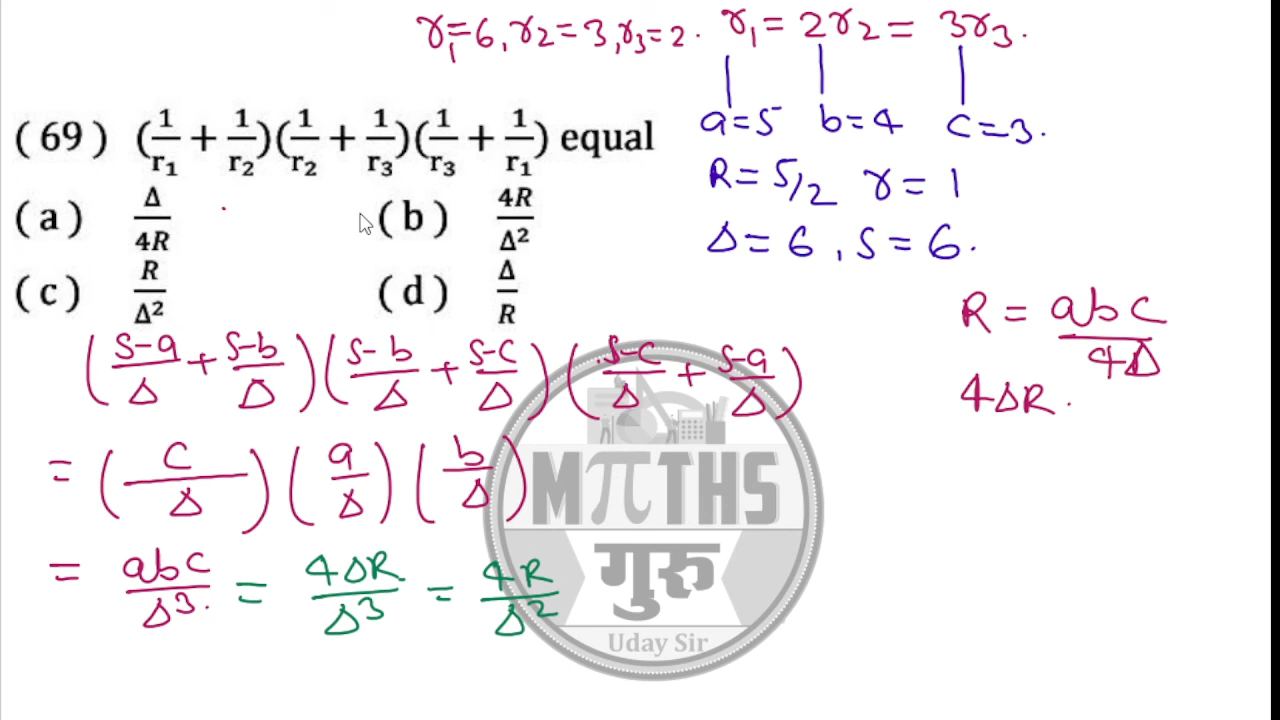 r₁=6, r₂=3, r₃=2. r₁ = 2r₂ = 3r₃.
a=5 b=4 c=3.
(69) (1/r₁ + 1/r₂)(1/r₂ + 1/r₃)(1/r₃ + 1/r₁) equal
R = 5/2 r = 1
(a) Δ/4R (b) 4R/Δ²
Δ = 6, s = 6.
(c) R/Δ² (d) Δ/R
R = abc/4Δ
(s-a/Δ + s-b/Δ)(s-b/Δ + s-c/Δ)(s-c/Δ + s-a/Δ)
4ΔR.
= (c/Δ)(a/Δ)(b/Δ)
MπTHS
= abc/Δ³. = 4ΔR/Δ³ = 4R/Δ²
गुरु
Uday Sir